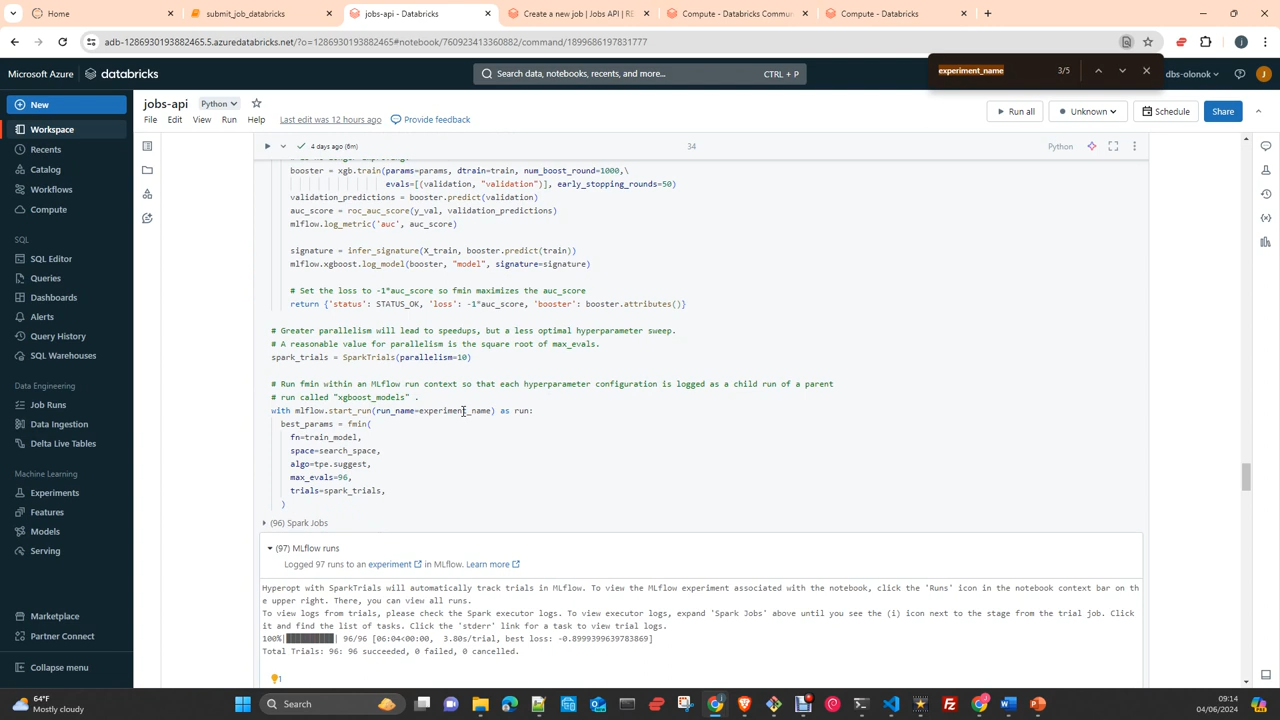 Home
submit_job_databricks
jobs-api - Databricks
Create a new job | Jobs API | RE
Compute - Databricks Commun
Compute - Databricks
adb-1286930193882465.5.azuredatabricks.net/?o=1286930193882465#notebook/760923413360882/command/1899686197831777
experiment_name
3/5
Microsoft Azure
databricks
Search data, notebooks, recents, and more...
CTRL + P
dbs-olonok
J
New
jobs-api
Python
File
Edit
View
Run
Help
Last edit was 12 hours ago
Provide feedback
Run all
Unknown
Schedule
Share
Workspace
Recents
Catalog
Workflows
Compute
SQL
SQL Editor
Queries
Dashboards
Alerts
Query History
SQL Warehouses
Data Engineering
Job Runs
Data Ingestion
Delta Live Tables
Machine Learning
Experiments
Features
Models
Serving
Marketplace
Partner Connect
Collapse menu
4 days ago (6m)
34
Python
booster = xgb.train(params=params, dtrain=train, num_boost_round=1000,\
evals=[(validation, "validation")], early_stopping_rounds=50)
validation_predictions = booster.predict(validation)
auc_score = roc_auc_score(y_val, validation_predictions)
mlflow.log_metric('auc', auc_score)
signature = infer_signature(X_train, booster.predict(train))
mlflow.xgboost.log_model(booster, "model", signature=signature)
# Set the loss to -1*auc_score so fmin maximizes the auc_score
return {'status': STATUS_OK, 'loss': -1*auc_score, 'booster': booster.attributes()}
# Greater parallelism will lead to speedups, but a less optimal hyperparameter sweep.
# A reasonable value for parallelism is the square root of max_evals.
spark_trials = SparkTrials(parallelism=10)
# Run fmin within an MLflow run context so that each hyperparameter configuration is logged as a child run of a parent
# run called "xgboost_models" .
with mlflow.start_run(run_name=experiment_name) as run:
best_params = fmin(
fn=train_model,
space=search_space,
algo=tpe.suggest,
max_evals=96,
trials=spark_trials,
)
(96) Spark Jobs
(97) MLflow runs
Logged 97 runs to an experiment in MLflow. Learn more
Hyperopt with SparkTrials will automatically track trials in MLflow. To view the MLflow experiment associated with the notebook, click the 'Runs' icon in the notebook context bar on th
e upper right. There, you can view all runs.
To view logs from trials, please check the Spark executor logs. To view executor logs, expand 'Spark Jobs' above until you see the (i) icon next to the stage from the trial job. Click
it and find the list of tasks. Click the 'stderr' link for a task to view trial logs.
100%|██████████| 96/96 [06:04<00:00, 3.80s/trial, best loss: -0.8999399639783869]
Total Trials: 96: 96 succeeded, 0 failed, 0 cancelled.
1
64°F
Mostly cloudy
Search
09:14
04/06/2024